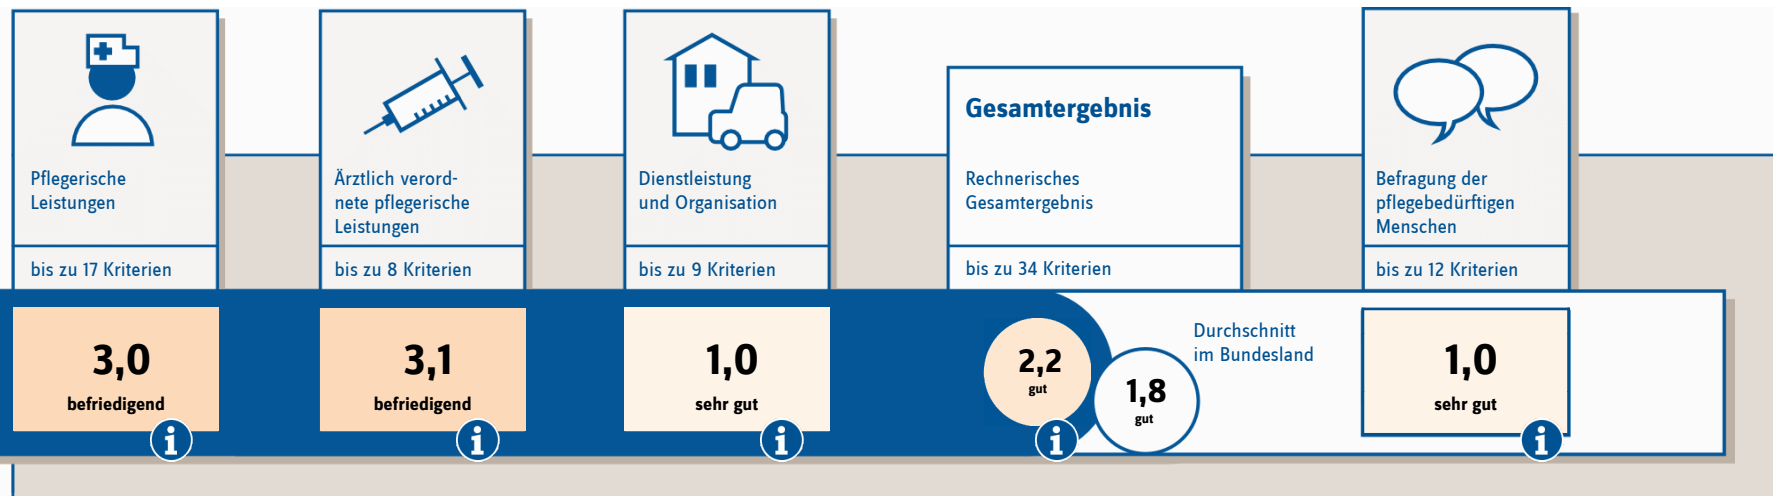 Pflegerische
Leistungen
bis zu 17 Kriterien
3,0
befriedigend
i
Ärztlich verord-
nete pflegerische
Leistungen
bis zu 8 Kriterien
3,1
befriedigend
i
Dienstleistung
und Organisation
bis zu 9 Kriterien
1,0
sehr gut
i
Gesamtergebnis
Rechnerisches
Gesamtergebnis
bis zu 34 Kriterien
2,2
gut
i
1,8
gut
Durchschnitt
im Bundesland
Befragung der
pflegebedürftigen
Menschen
bis zu 12 Kriterien
1,0
sehr gut
i